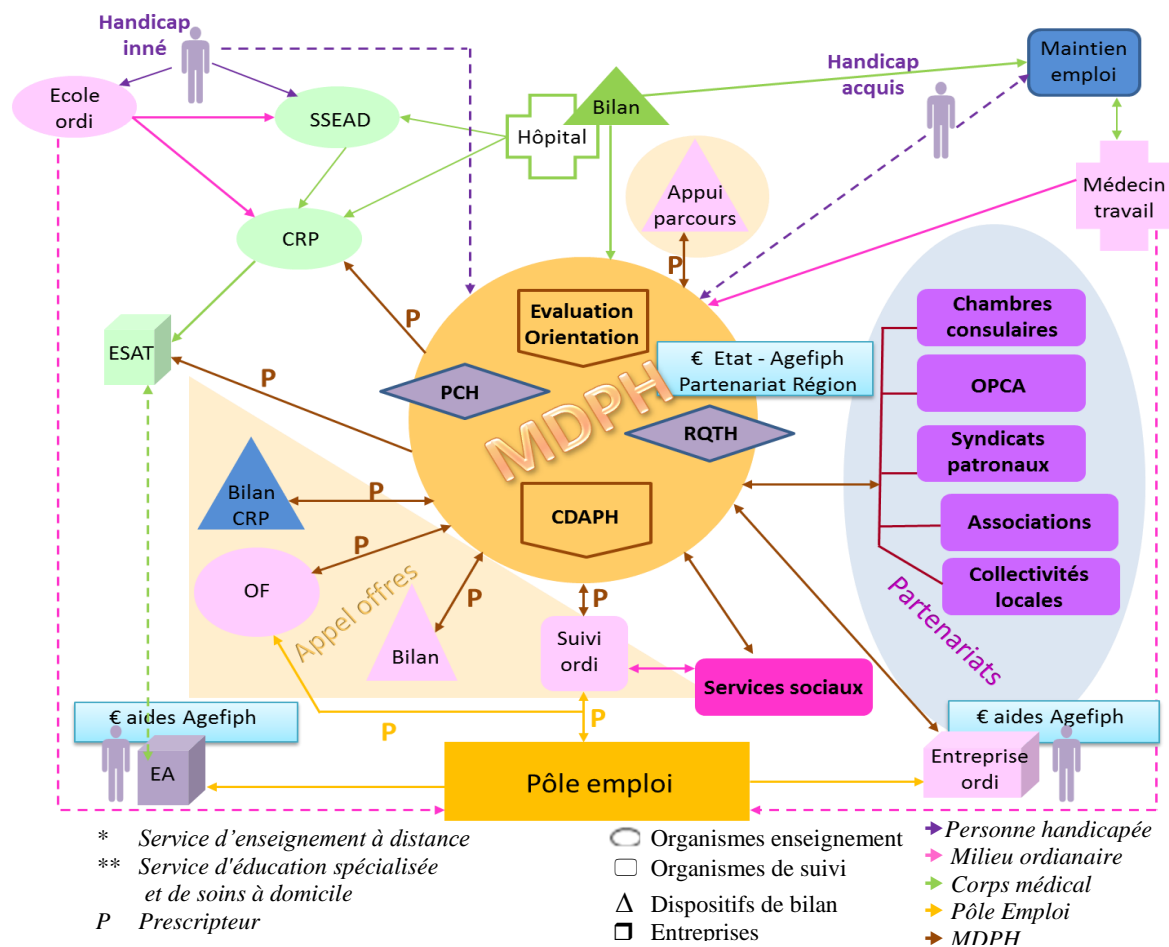 Handicap
inné
Ecole
ordi
SSEAD
Hôpital
Bilan
Handicap
acquis
Maintien
emploi
Appui
parcours
Médecin
travail
CRP
P
P
Evaluation
Orientation
Chambres
consulaires
ESAT
P
PCH
MDPH
€ Etat - Agefiph
Partenariat Région
OPCA
RQTH
Syndicats
patronaux
Bilan
CRP
P
CDAPH
Associations
OF
P
Collectivités
locales
Appel offres
P
P
Bilan
Suivi
ordi
Partenariats
Services sociaux
€ aides Agefiph
P
P
€ aides Agefiph
EA
Pôle emploi
Entreprise
ordi
* Service d'enseignement à distance
** Service d'éducation spécialisée
et de soins à domicile
P Prescripteur
Organismes enseignement
Organismes de suivi
Dispositifs de bilan
Entreprises
Personne handicapée
Milieu ordianaire
Corps médical
Pôle Emploi
MDPH